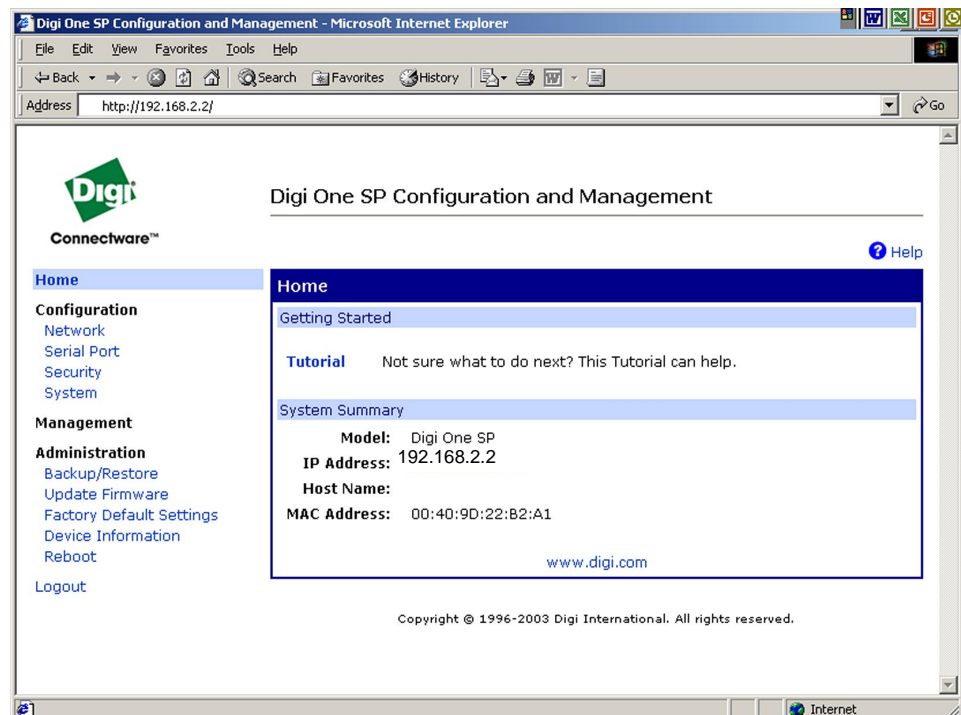 Digi One SP Configuration and Management - Microsoft Internet Explorer
File Edit View Favorites Tools Help
Back Search Favorites History
Address http://192.168.2.2/ Go
Digi
Connectware™
Digi One SP Configuration and Management
Help
Home
Configuration
Network
Serial Port
Security
System
Management
Administration
Backup/Restore
Update Firmware
Factory Default Settings
Device Information
Reboot
Logout
Home
Getting Started
Tutorial Not sure what to do next? This Tutorial can help.
System Summary
Model: Digi One SP
IP Address: 192.168.2.2
Host Name:
MAC Address: 00:40:9D:22:B2:A1
www.digi.com
Copyright © 1996-2003 Digi International. All rights reserved.
Internet